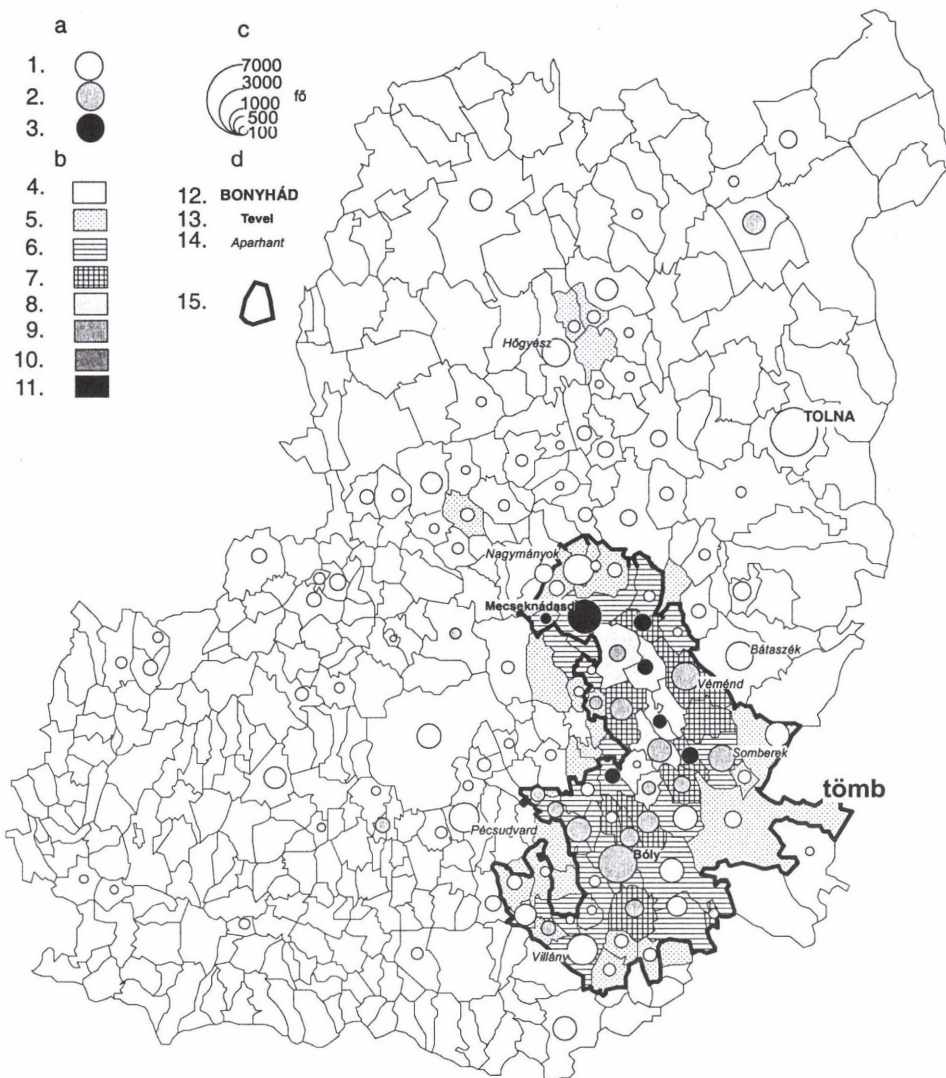 a
1.
2.
3.
b
4.
5.
6.
7.
8.
9.
10.
11.
c
7000
3000
1000
500
100
fő
d
12. BONYHÁD
13. Tevel
14. Aparhant
15.
Hőgyész
TOLNA
Nagymányok
Mecseknádasd
Bátaszék
Véménd
Somberek
tömb
Pécsudvard
Bóly
Villány